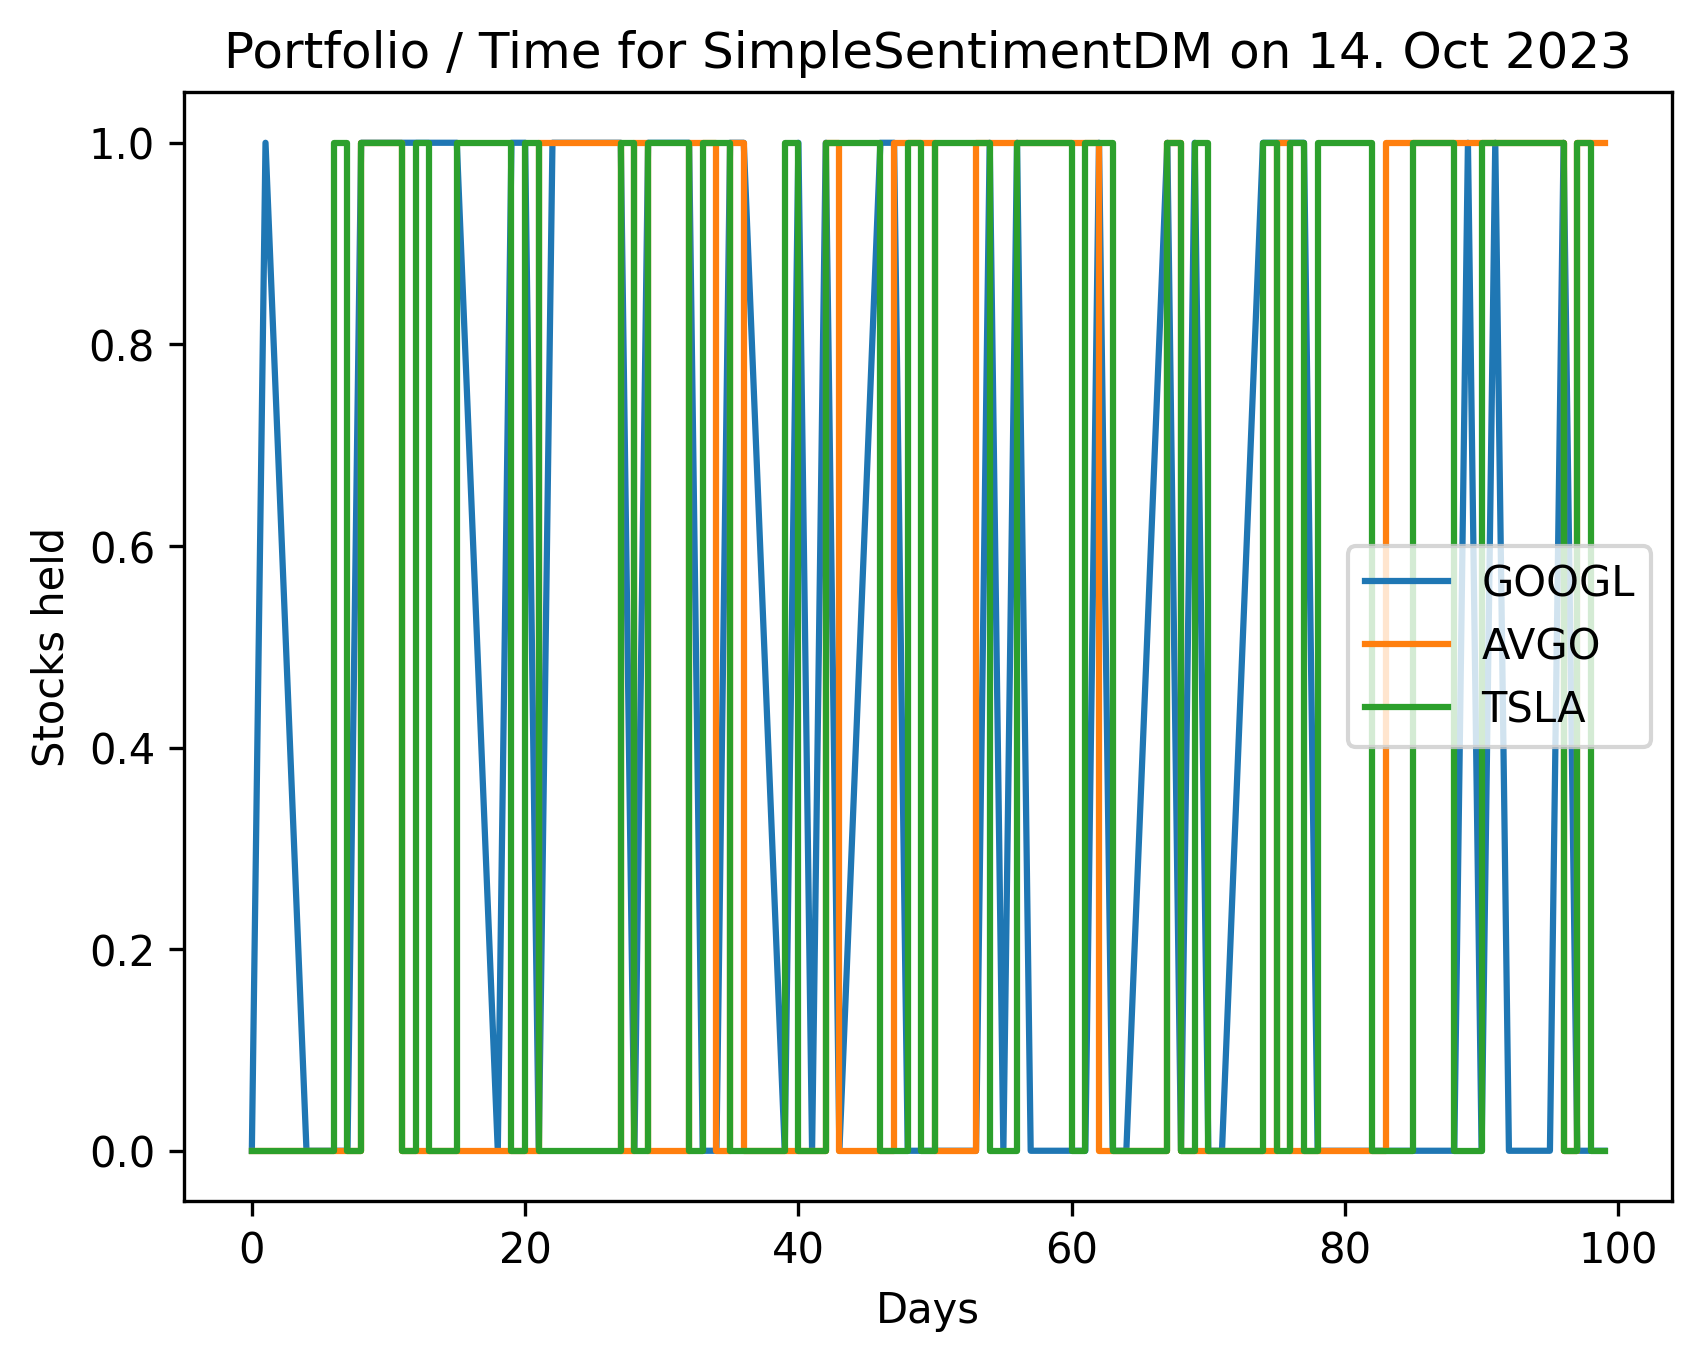 Portfolio / Time for SimpleSentimentDM on 14. Oct 2023
1.0
0.8
0.6
0.4
0.2
0.0
Stocks held
GOOGL
AVGO
TSLA
0 20 40 60 80 100
Days